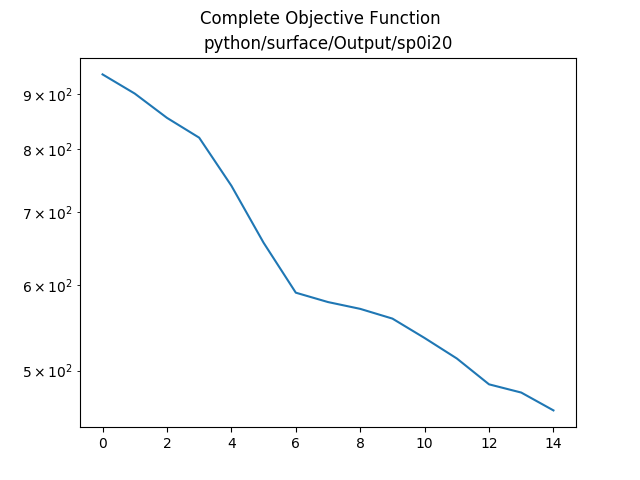 Complete Objective Function
python/surface/Output/sp0i20
9 × 10²
8 × 10²
7 × 10²
6 × 10²
5 × 10²
0 2 4 6 8 10 12 14